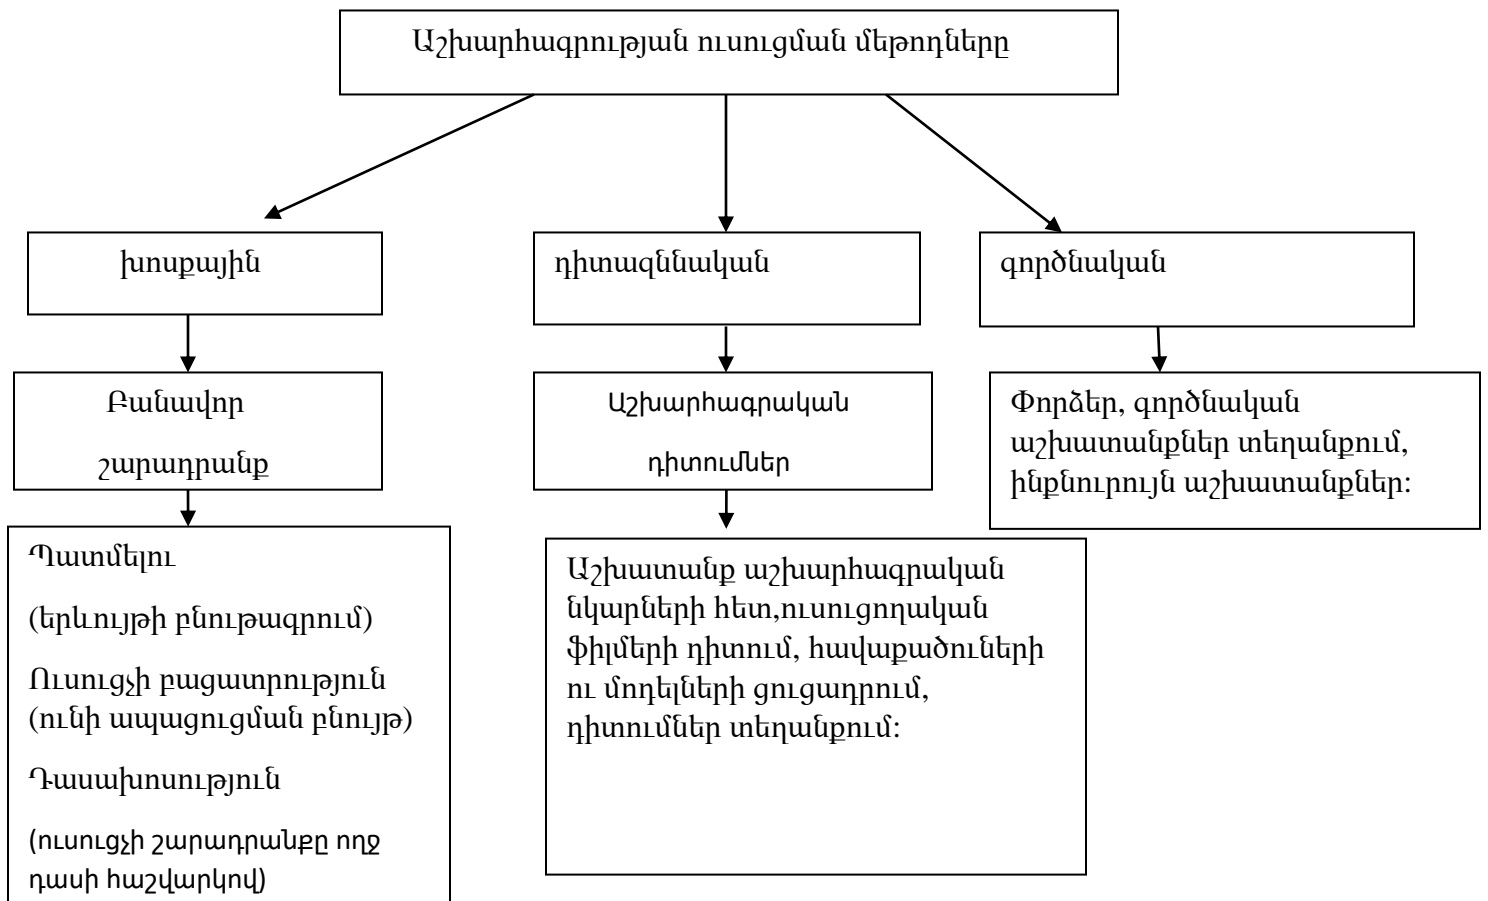 Աշխարհագրության ուսուցման մեթոդները
խոսքային
դիտազննական
գործնական
Բանավոր
շարադրանք
Աշխարհագրական
դիտումներ
Փորձեր, գործնական
աշխատանքներ տեղանքում,
ինքնուրույն աշխատանքներ:
Պատմելու
(երևույթի բնութագրում)
Ուսուցչի բացատրություն
(ունի ապացուցման բնույթ)
Դասախոսություն
(ուսուցչի շարադրանքը ողջ
դասի հաշվարկով)
Աշխատանք աշխարհագրական
նկարների հետ,ուսուցողական
ֆիլմերի դիտում, հավաքածուների
ու մոդելների ցուցադրում,
դիտումներ տեղանքում: